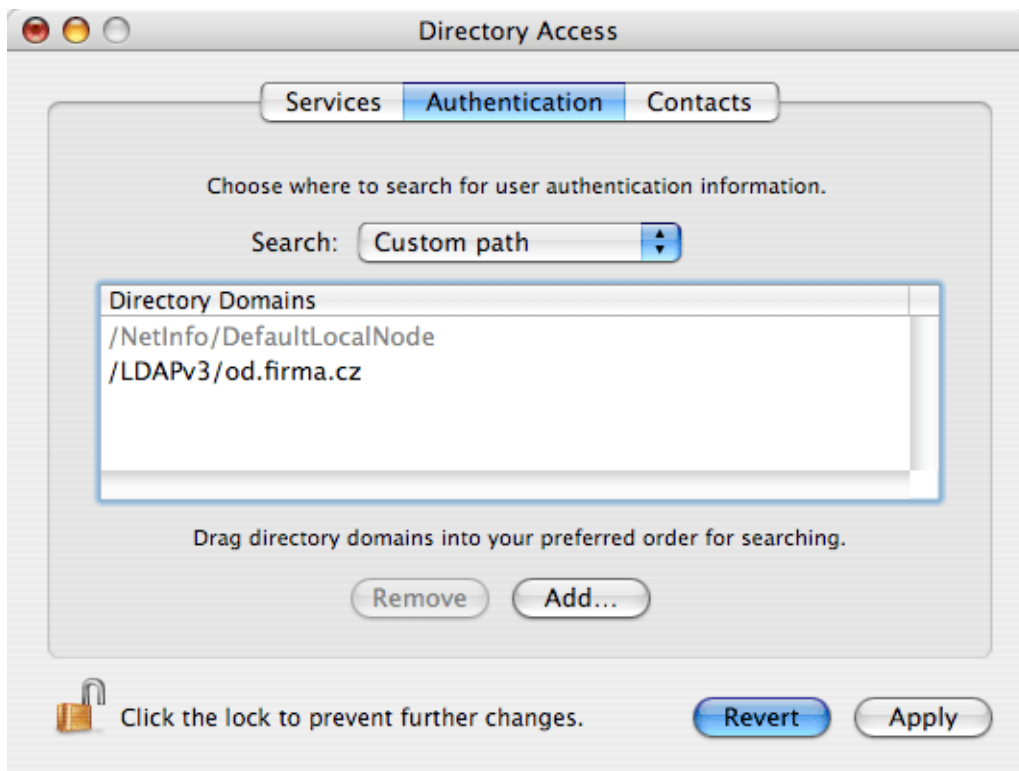 Directory Access
Services Authentication Contacts
Choose where to search for user authentication information.
Search: Custom path
Directory Domains
/NetInfo/DefaultLocalNode
/LDAPv3/od.firma.cz
Drag directory domains into your preferred order for searching.
Remove Add...
Click the lock to prevent further changes. Revert Apply